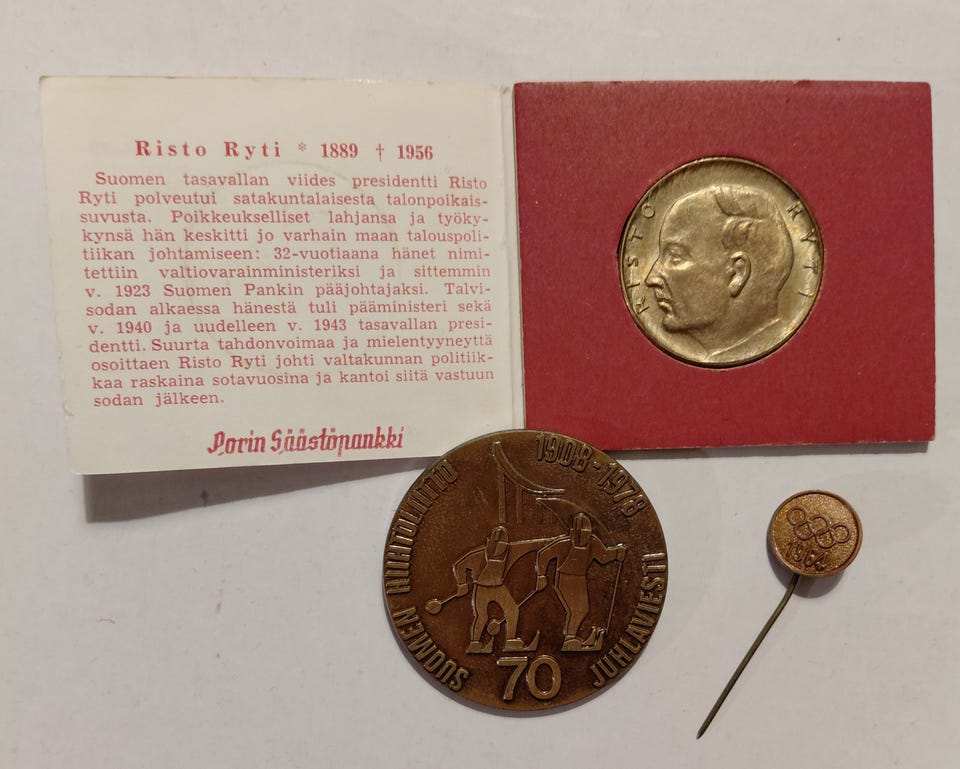 Risto Ryti * 1889 † 1956
Suomen tasavallan viides presidentti Risto
Ryti polveutui satakuntalaisesta talonpoikais-
suvusta. Poikkeukselliset lahjansa ja työky-
kynsä hän keskitti jo varhain maan talouspoli-
tiikan johtamiseen: 32-vuotiaana hänet nimi-
tettiin valtiovarainministeriksi ja sittemmin
v. 1923 Suomen Pankin pääjohtajaksi. Talvi-
sodan alkaessa hänestä tuli pääministeri sekä
v. 1940 ja uudelleen v. 1943 tasavallan presi-
dentti. Suurta tahdonvoimaa ja mielentyyneyttä
osoittaen Risto Ryti johti valtakunnan politiik-
kaa raskaina sotavuosina ja kantoi siitä vastuun
sodan jälkeen.
Porin Säästöpankki
RISTO RYTI
SUOMEN HIIHTOLIITTO 1908-1978
JUHLAVIESTI
70
1964